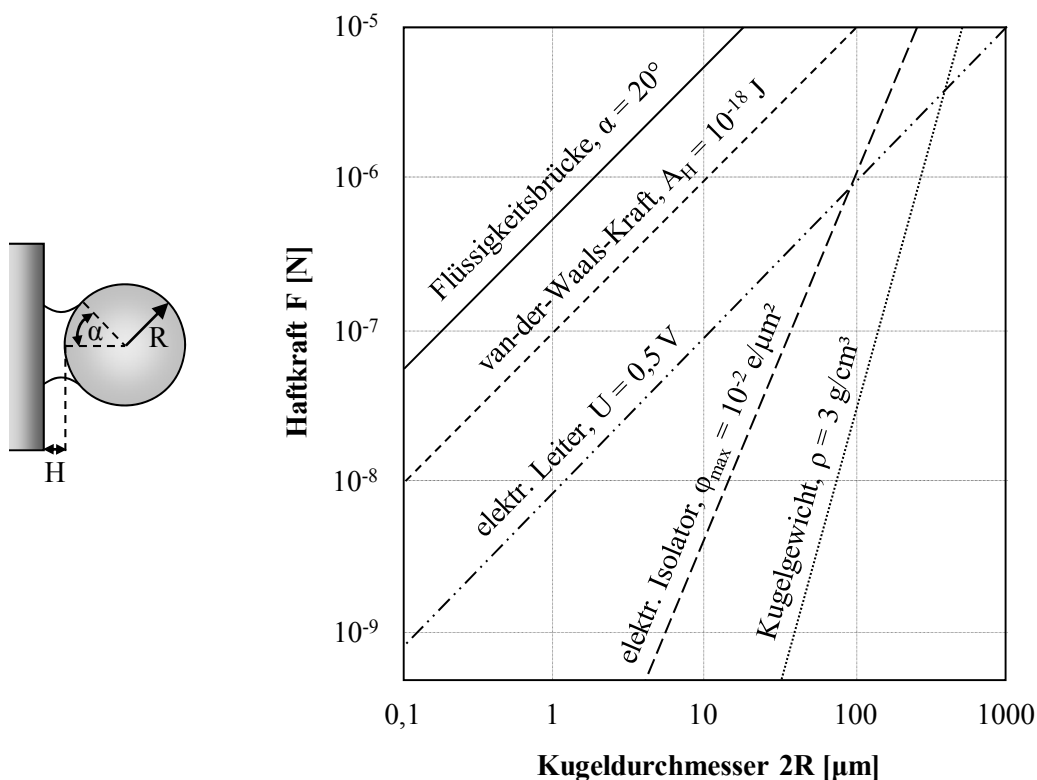 α
R
H
Haftkraft F [N]
10⁻⁵
10⁻⁶
10⁻⁷
10⁻⁸
10⁻⁹
Flüssigkeitsbrücke, α = 20°
van-der Waals-Kraft, A_H = 10⁻¹⁸ J
elektr. Leiter, U = 0,5 V
elektr. Isolator, φ_max = 10⁻² e/μm²
Kugelgewicht, ρ = 3 g/cm³
0,1
1
10
100
1000
Kugeldurchmesser 2R [μm]